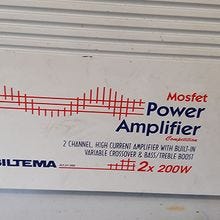 Mosfet
Power
Amplifier
Competition
2 CHANNEL, HIGH CURRENT AMPLIFIER WITH BUILT-IN
VARIABLE CROSSOVER & BASS/TREBLE BOOST
BILTEMA
2x 200W